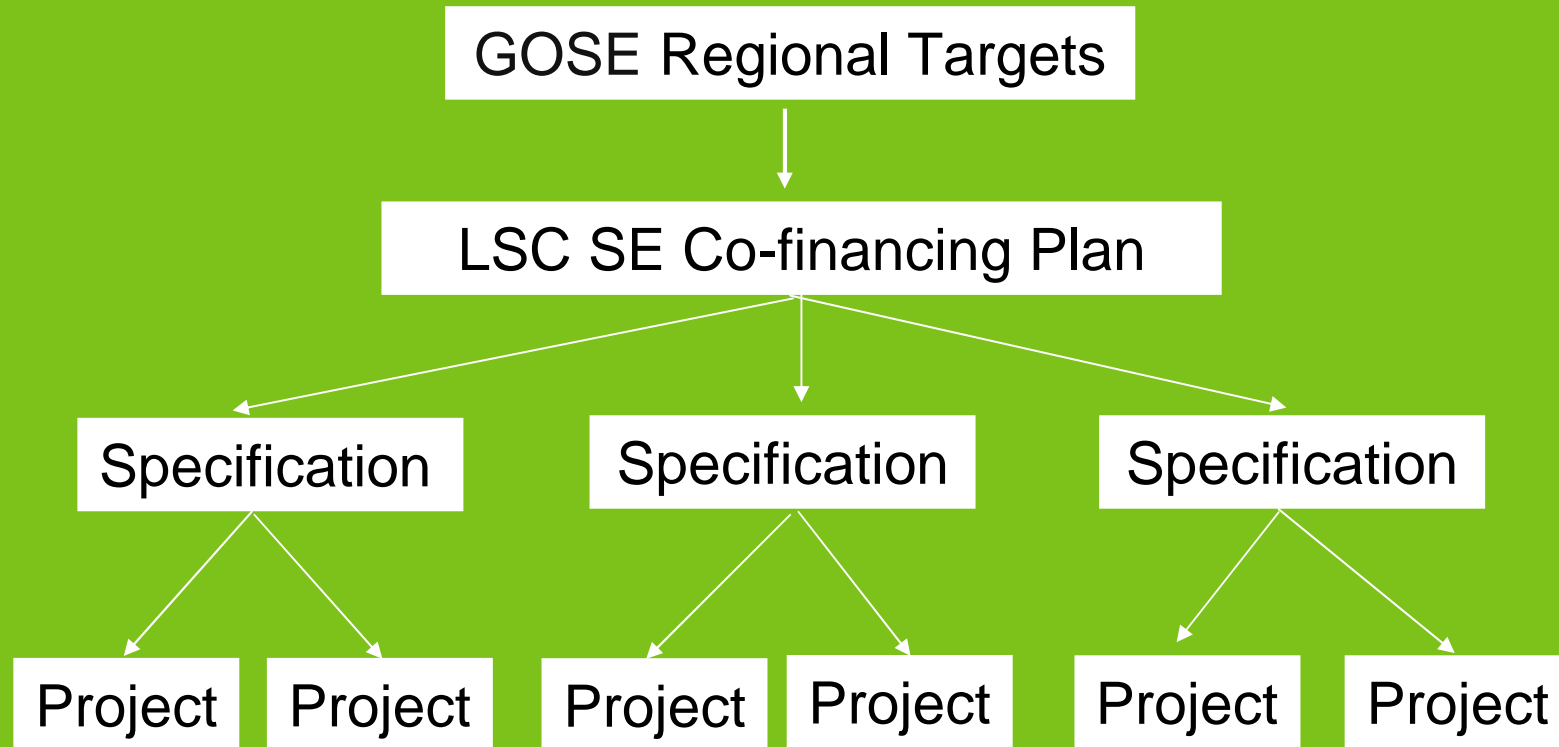 GOSE Regional Targets
LSC SE Co-financing Plan
Specification
Specification
Specification
Project
Project
Project
Project
Project
Project